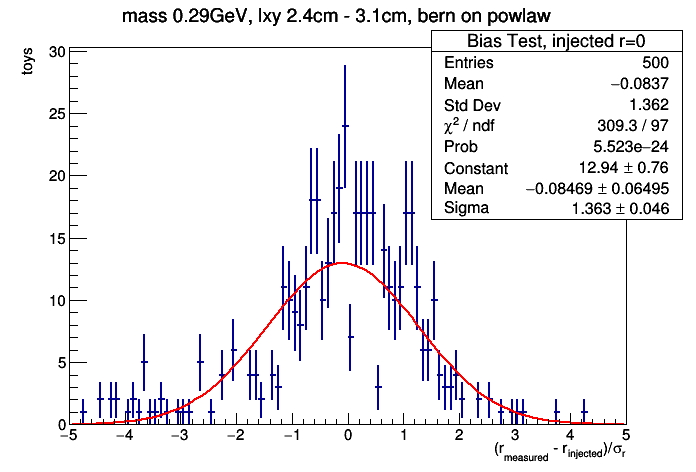 mass 0.29GeV, lxy 2.4cm - 3.1cm, bern on powlaw
Bias Test, injected r=0
Entries 500
Mean −0.0837
Std Dev 1.362
χ² / ndf 309.3 / 97
Prob 5.523e−24
Constant 12.94 ± 0.76
Mean −0.08469 ± 0.06495
Sigma 1.363 ± 0.046
toys
30
25
20
15
10
5
0
−5 −4 −3 −2 −1 0 1 2 3 4 5
(r_measured - r_injected)/σ_r